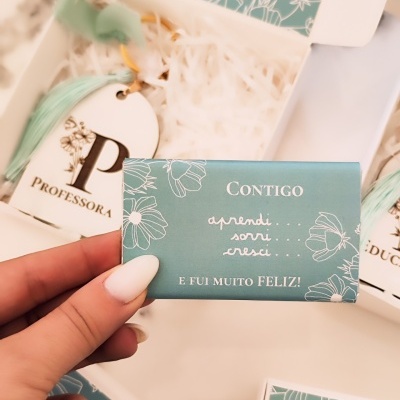 P
PROFESSORA
CONTIGO
aprendi...
sorri...
cresci...
E FUI MUITO FELIZ!